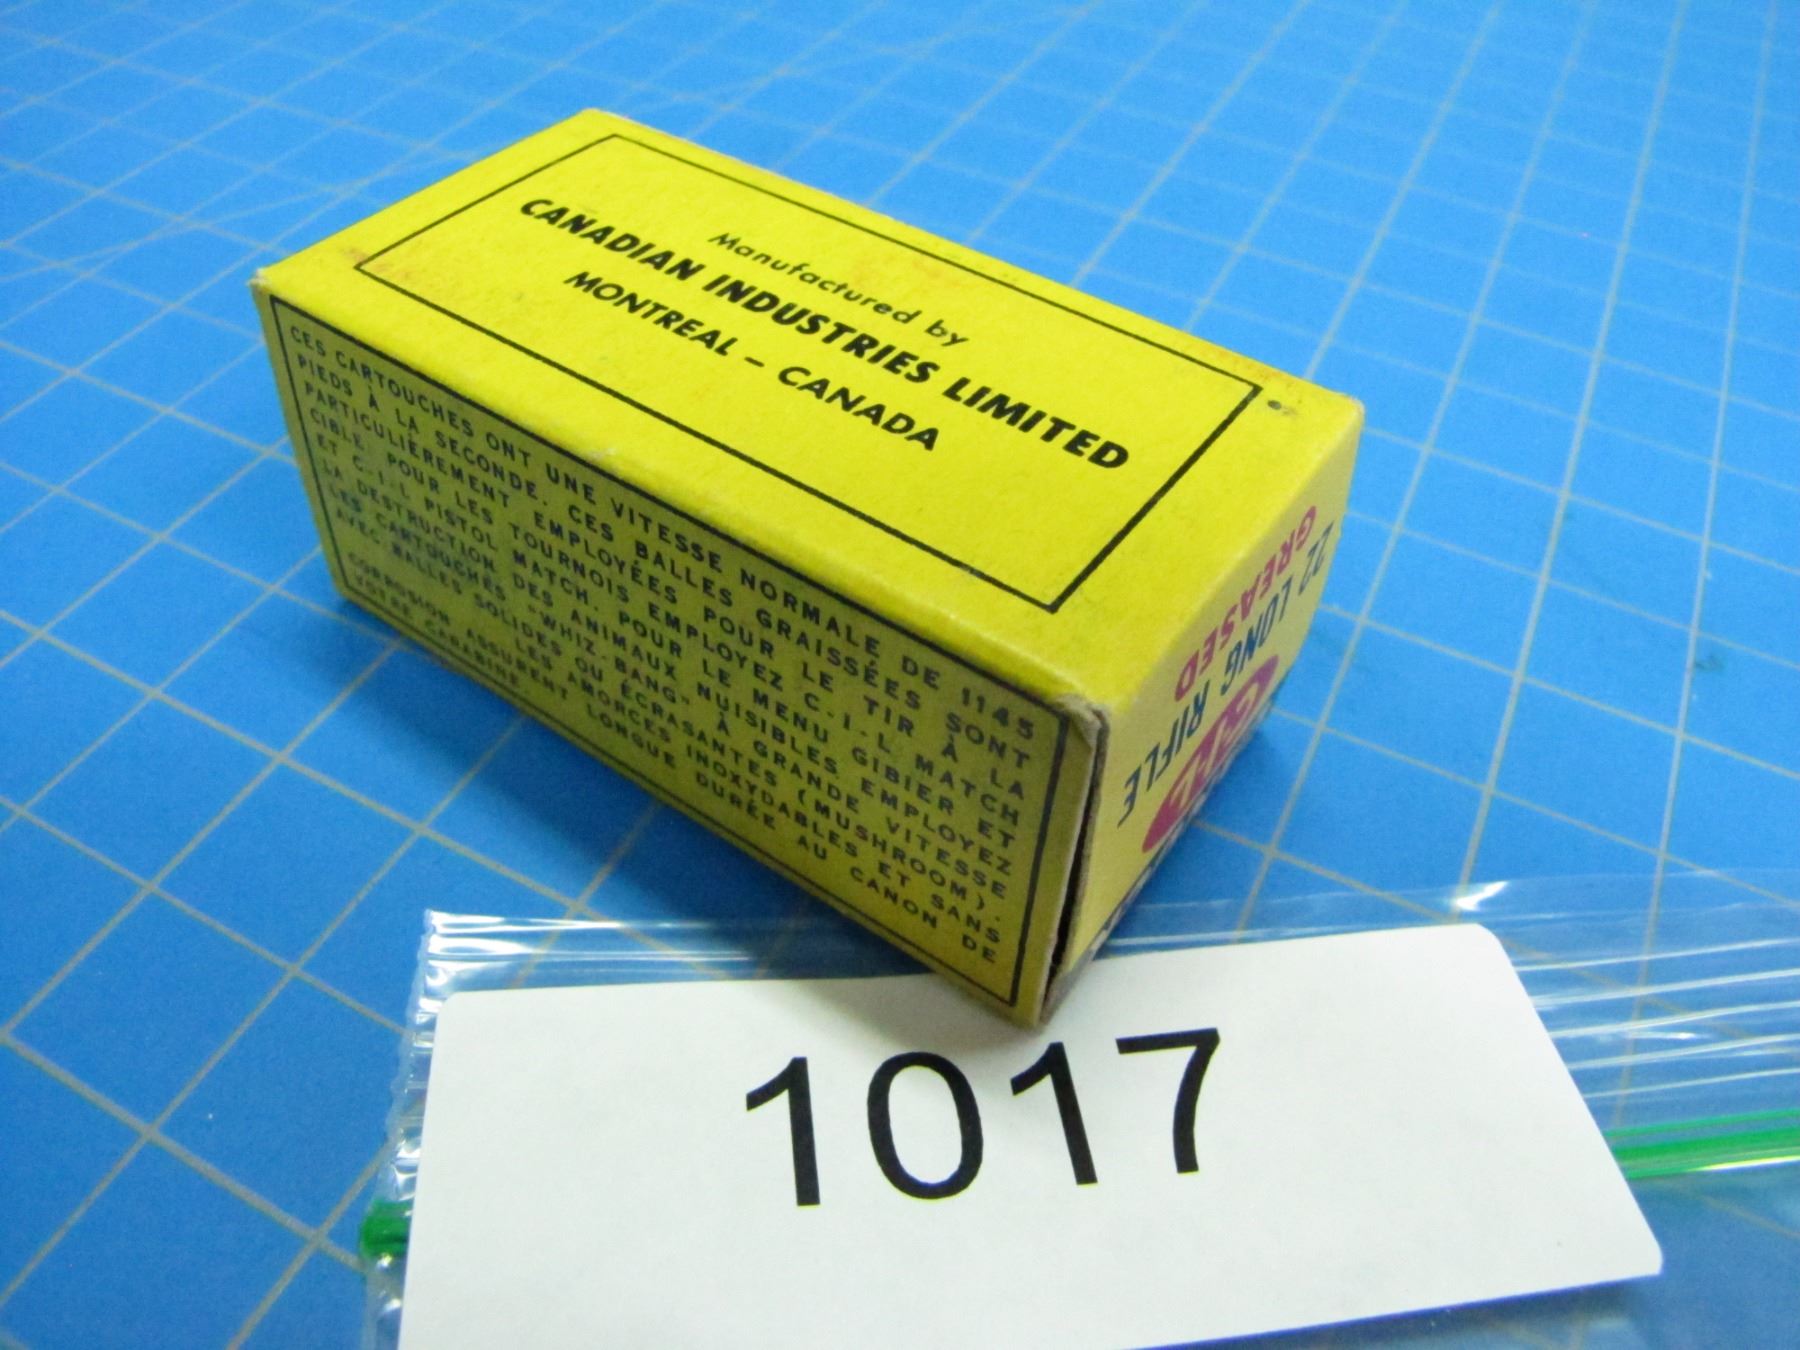 Manufactured by
CANADIAN INDUSTRIES LIMITED
MONTREAL – CANADA
CES CARTOUCHES ONT UNE VITESSE NORMALE DE 1145
PIEDS À LA SECONDE. CES BALLES GRAISSÉES SONT
PARTICULIÈREMENT EMPLOYÉES POUR LE TIR À LA
CIBLE. POUR LES TOURNOIS EMPLOYEZ C-I-L MATCH
ET C-I-L PISTOL MATCH. POUR LE MENU GIBIER ET
LA DESTRUCTION DES ANIMAUX NUISIBLES EMPLOYEZ
LES CARTOUCHES "WHIZ-BANG" À GRANDE VITESSE
AVEC BALLES SOLIDES OU ÉCRASANTES (MUSHROOM).
LES AMORCES INOXYDABLES ET SANS
CORROSION ASSURENT LONGUE DURÉE AU CANON DE
VOTRE CARABINE.
GREASED
22 LONG RIFLE
1017